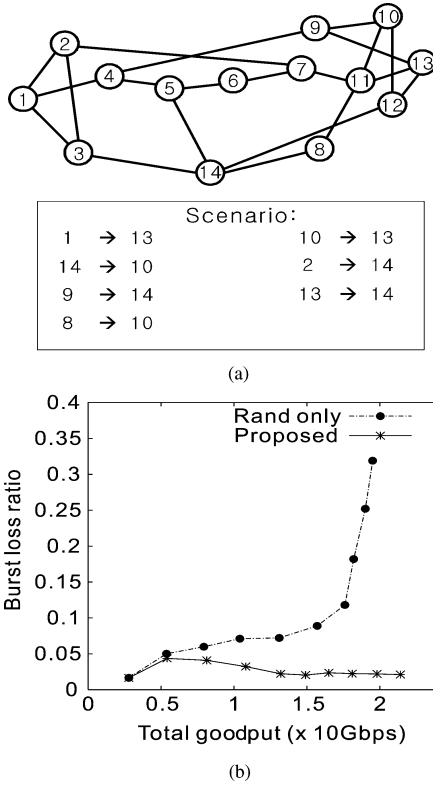 10
9
2
13
7
4
11
6
5
1
12
8
3
14
Scenario:
1 → 13
10 → 13
14 → 10
2 → 14
9 → 14
13 → 14
8 → 10
(a)
0.4
Rand only
Proposed
0.35
0.3
0.25
0.2
0.15
0.1
0.05
0
Burst loss ratio
0 0.5 1 1.5 2
Total goodput (x 10Gbps)
(b)